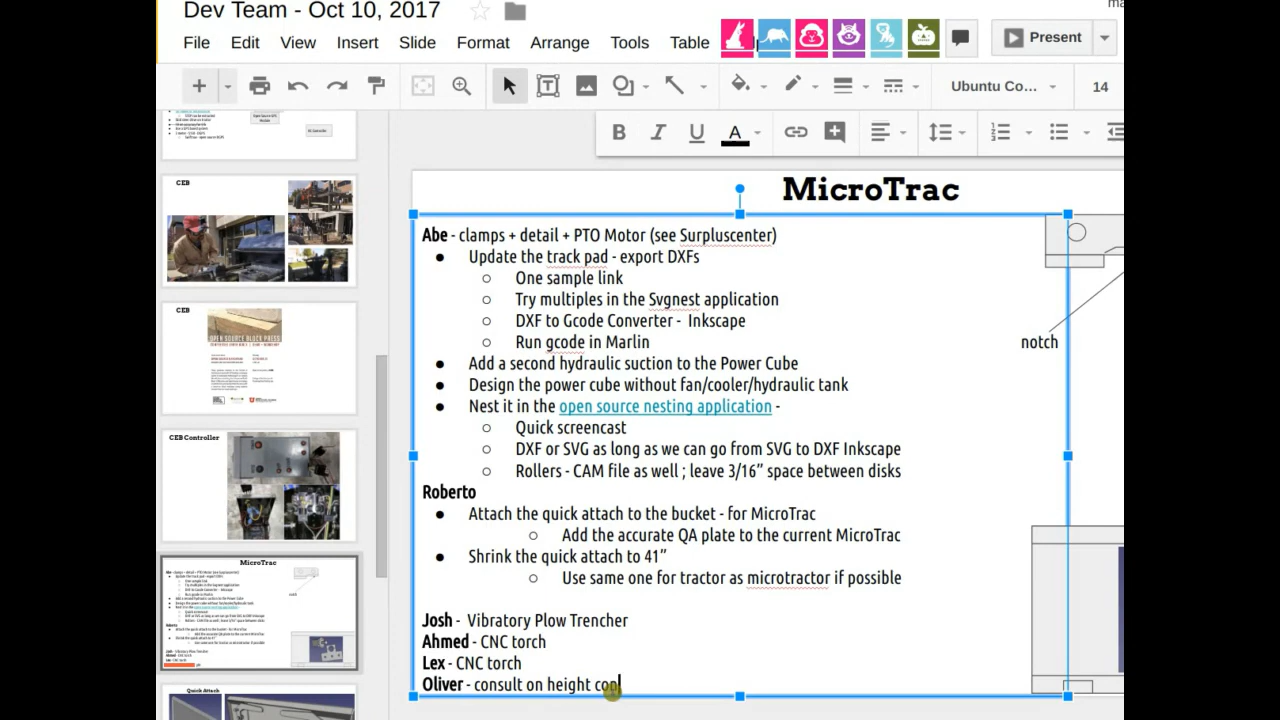 Dev Team - Oct 10, 2017
File Edit View Insert Slide Format Arrange Tools Table
Present
Ubuntu Co... 14
B I U A
CEB
CEB
OPEN SOURCE BLOCK PRESS
CEB Controller
MicroTrac
Quick Attach
MicroTrac
Abe - clamps + detail + PTO Motor (see Surpluscenter)
● Update the track pad - export DXFs
○ One sample link
○ Try multiples in the Svgnest application
○ DXF to Gcode Converter - Inkscape
○ Run gcode in Marlin
● Add a second hydraulic suction to the Power Cube
● Design the power cube without fan/cooler/hydraulic tank
● Nest it in the open source nesting application -
○ Quick screencast
○ DXF or SVG as long as we can go from SVG to DXF Inkscape
○ Rollers - CAM file as well ; leave 3/16” space between disks
Roberto
● Attach the quick attach to the bucket - for MicroTrac
○ Add the accurate QA plate to the current MicroTrac
● Shrink the quick attach to 41”
○ Use same one for tractor as microtractor if possible
Josh - Vibratory Plow Trencher
Ahmed - CNC torch
Lex - CNC torch
Oliver - consult on height con
notch